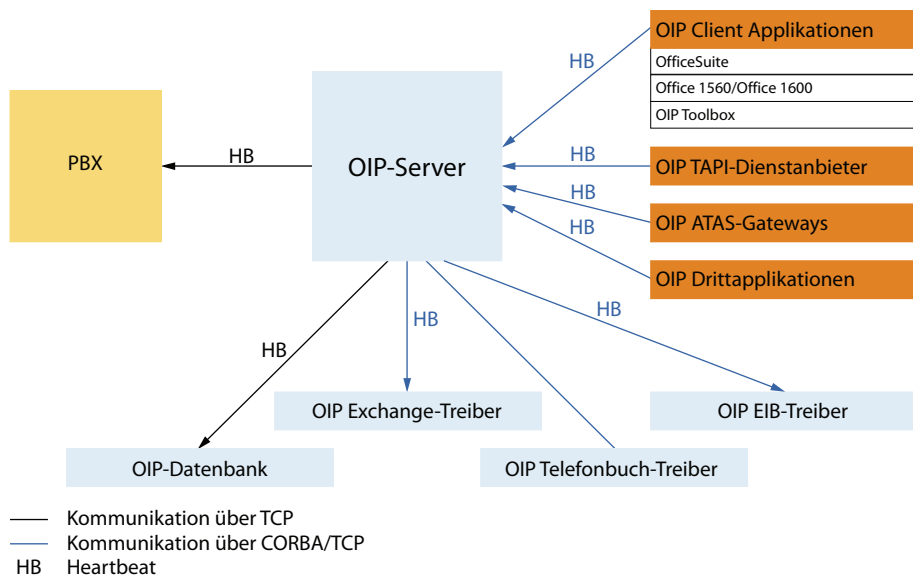 OIP Client Applikationen
HB
OfficeSuite
Office 1560/Office 1600
OIP Toolbox
PBX
HB
OIP-Server
HB
OIP TAPI-Dienstanbieter
HB
OIP ATAS-Gateways
HB
OIP Drittapplikationen
HB
HB
HB
OIP Exchange-Treiber
OIP EIB-Treiber
OIP-Datenbank
OIP Telefonbuch-Treiber
Kommunikation über TCP
Kommunikation über CORBA/TCP
HB Heartbeat